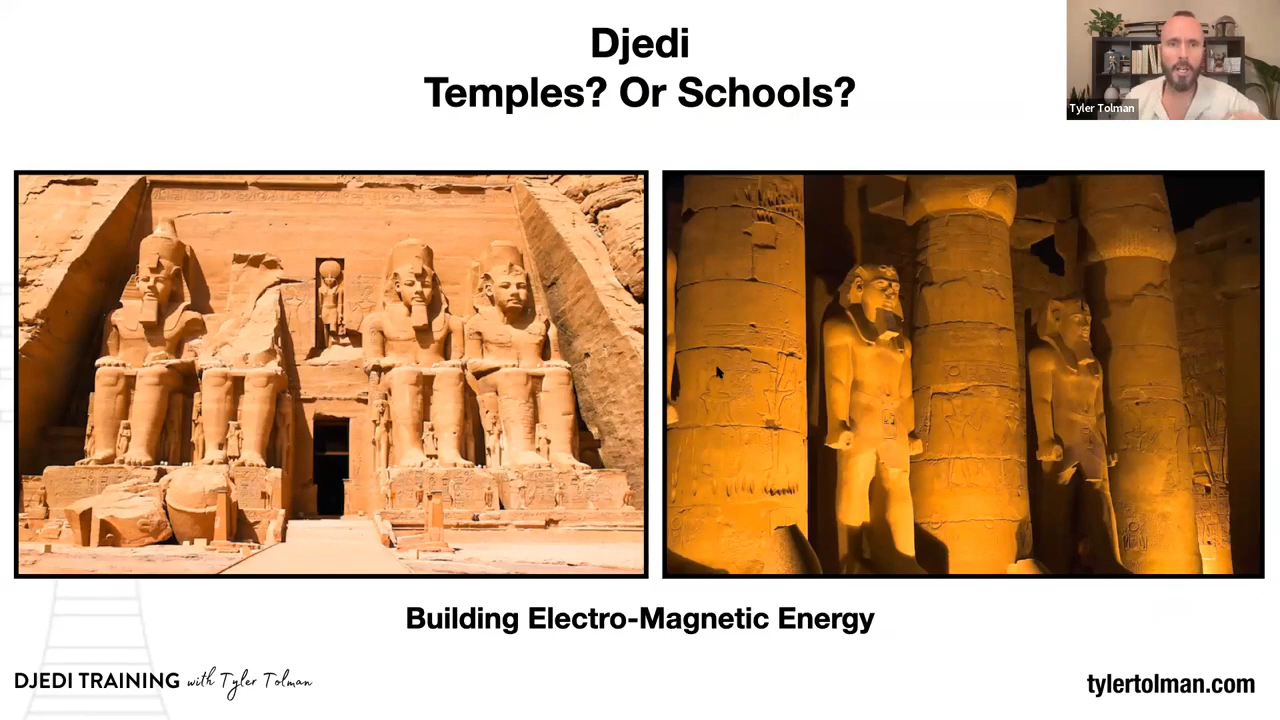 Djedi
Temples? Or Schools?
Tyler Tolman
Building Electro-Magnetic Energy
DJEDI TRAINING with Tyler Tolman
tylertolman.com